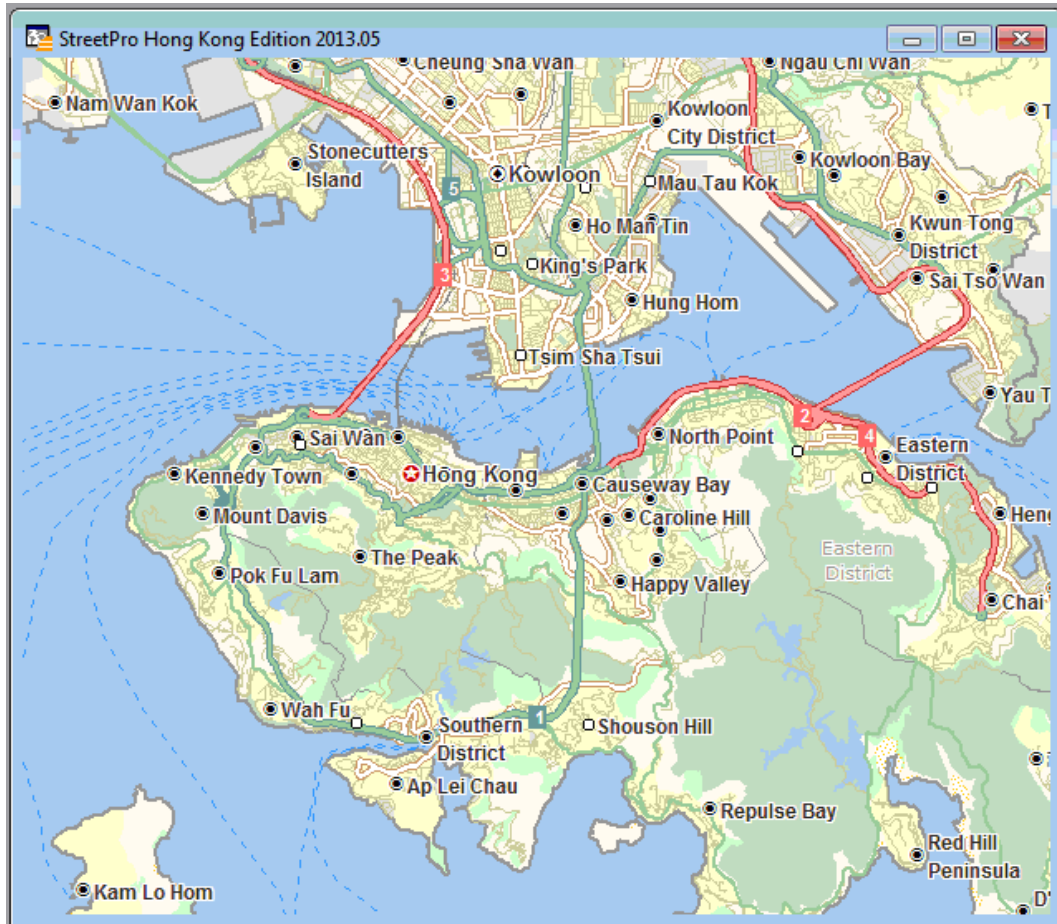 StreetPro Hong Kong Edition 2013.05
Cheung Sha Wan
Ngau Chi Wan
Nam Wan Kok
Kowloon
City District
Stonecutters
Island
Kowloon
5
Kowloon Bay
Mau Tau Kok
Ho Man Tin
Kwun Tong
District
King's Park
3
Sai Tso Wan
Hung Hom
Tsim Sha Tsui
Yau T
2
4
Sai Wan
North Point
Eastern
District
Kennedy Town
Hong Kong
Causeway Bay
Mount Davis
Caroline Hill
Heng
The Peak
Eastern
District
Pok Fu Lam
Happy Valley
Chai
Wah Fu
1
Southern
District
Shouson Hill
Ap Lei Chau
Repulse Bay
Red Hill
Peninsula
Kam Lo Hom
D'